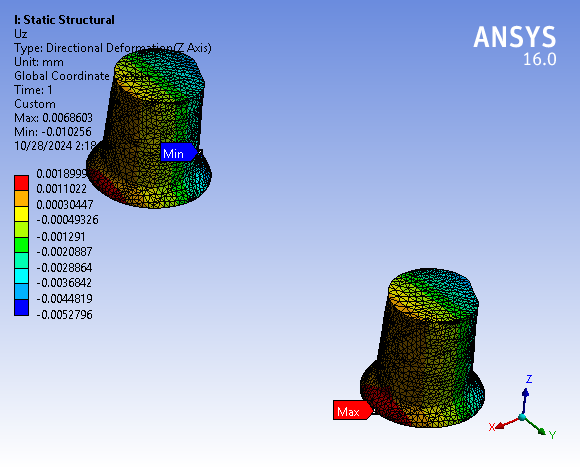 I: Static Structural
Uz
Type: Directional Deformation(Z Axis)
Unit: mm
Global Coordinate
Time: 1
Custom
Max: 0.0068603
Min: -0.010256
10/28/2024 2:18
ANSYS
16.0
Min
0.0018999
0.0011022
0.00030447
-0.00049326
-0.001291
-0.0020887
-0.0028864
-0.0036842
-0.0044819
-0.0052796
Max
Z
X
Y